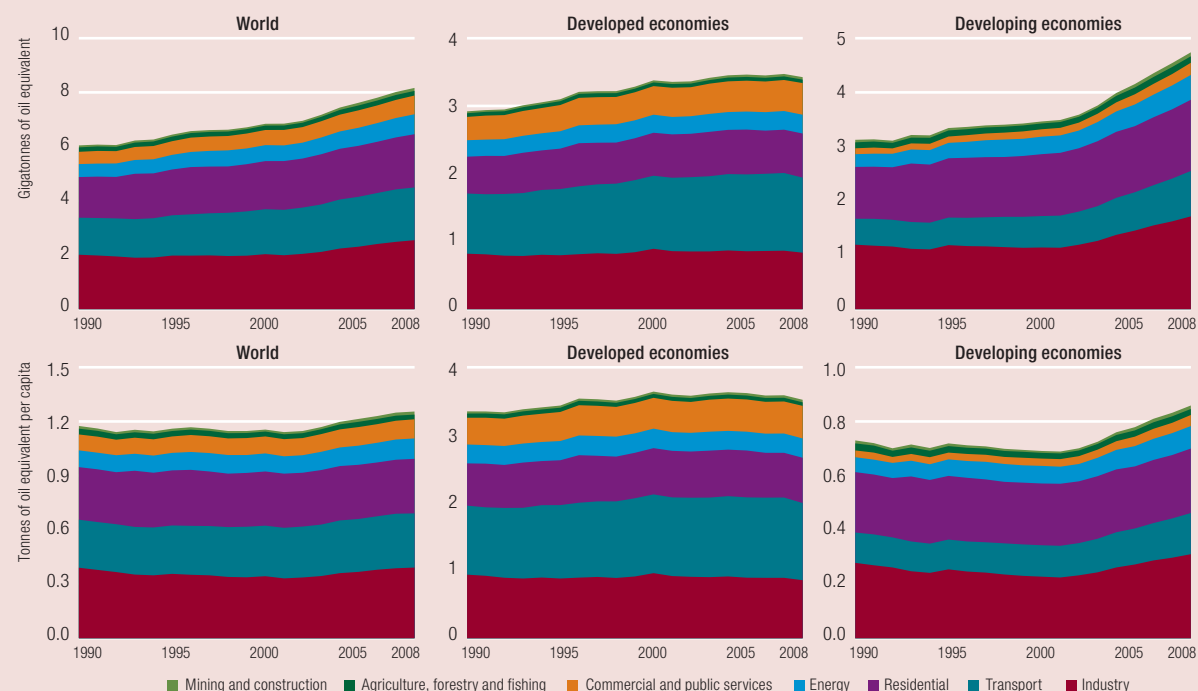 World
Developed economies
Developing economies
Gigatonnes of oil equivalent
10
8
6
4
2
0
1990 1995 2000 2005 2008
4
3
2
1
0
1990 1995 2000 2005 2008
5
4
3
2
1
0
1990 1995 2000 2005 2008
World
Developed economies
Developing economies
Tonnes of oil equivalent per capita
1.5
1.2
0.9
0.6
0.3
0.0
1990 1995 2000 2005 2008
4
3
2
1
0
1990 1995 2000 2005 2008
1.0
0.8
0.6
0.4
0.2
0.0
1990 1995 2000 2005 2008
Mining and construction Agriculture, forestry and fishing Commercial and public services Energy Residential Transport Industry